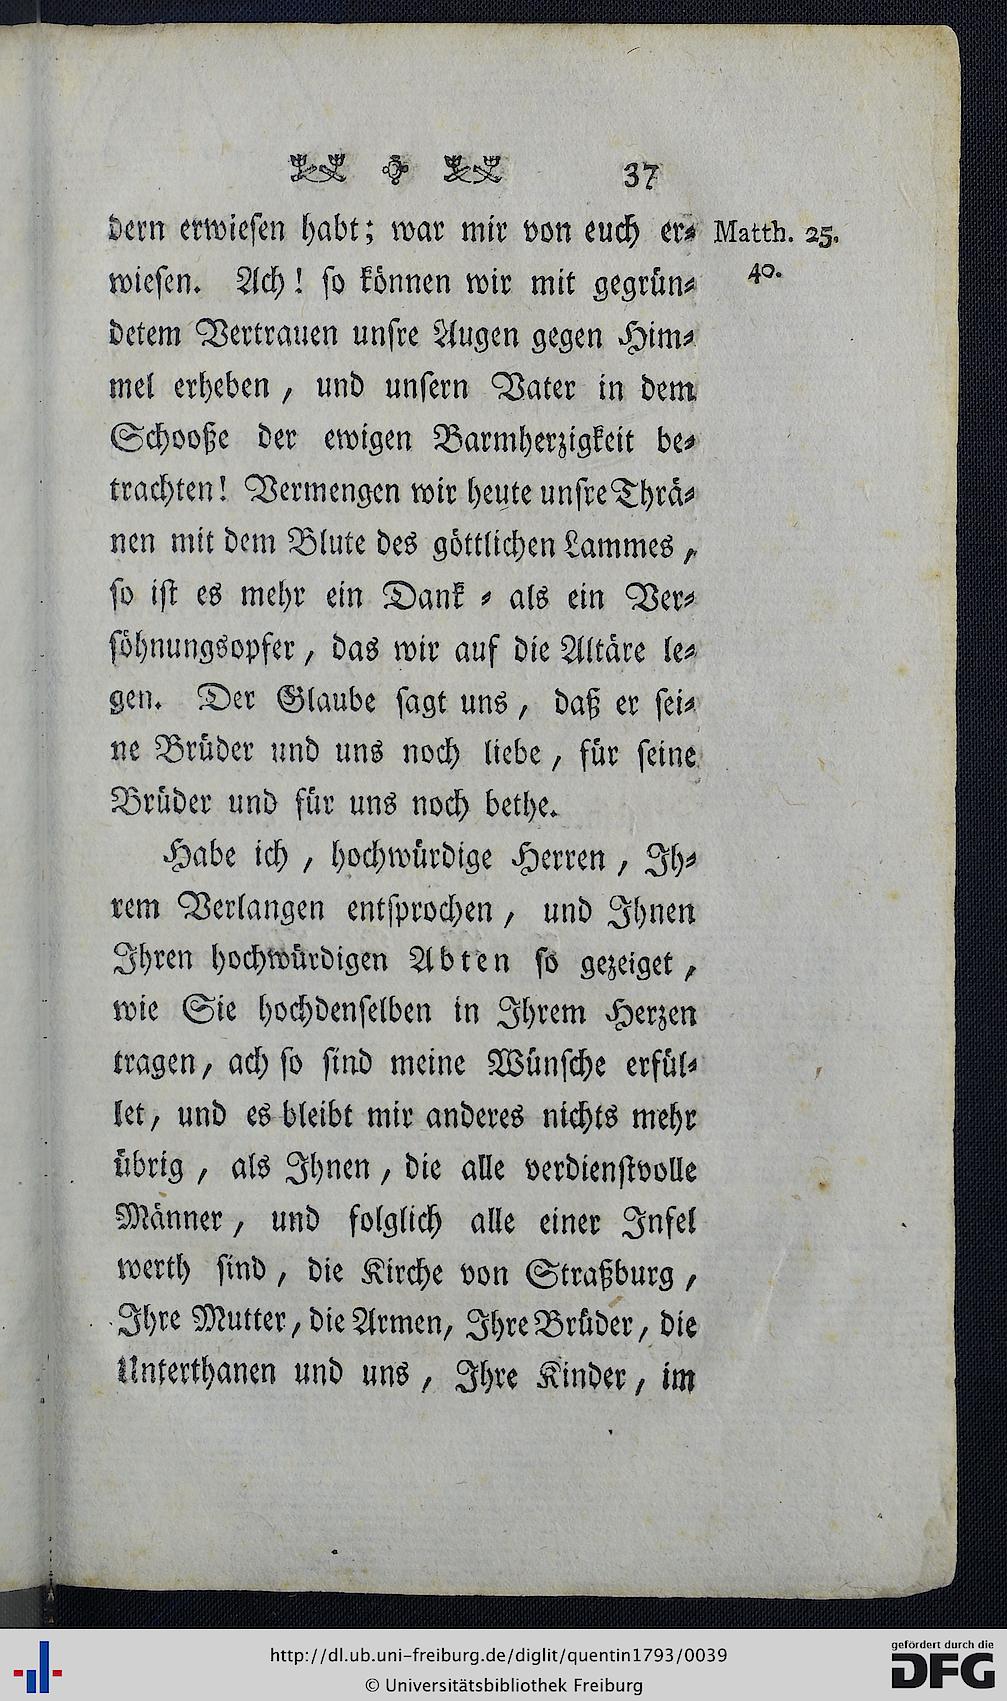 37
dern erwiesen habt; war mir von euch er⸗ Matth. 25.
wiesen. Ach! so können wir mit gegrün⸗ 40.
detem Vertrauen unsre Augen gegen Him⸗
mel erheben, und unsern Vater in dem
Schooße der ewigen Barmherzigkeit be⸗
trachten! Vermengen wir heute unsre Thrä⸗
nen mit dem Blute des göttlichen Lammes,
so ist es mehr ein Dank ⸗ als ein Ver⸗
söhnungsopfer, das wir auf die Altäre le⸗
gen. Der Glaube sagt uns, daß er sei⸗
ne Brüder und uns noch liebe, für seine
Brüder und für uns noch bethe.
Habe ich, hochwürdige Herren, Ih⸗
rem Verlangen entsprochen, und Ihnen
Ihren hochwürdigen Abten so gezeiget,
wie Sie hochdenselben in Ihrem Herzen
tragen, ach so sind meine Wünsche erfül⸗
let, und es bleibt mir anderes nichts mehr
übrig, als Ihnen, die alle verdienstvolle
Männer, und folglich alle einer Insel
werth sind, die Kirche von Straßburg,
Ihre Mutter, die Armen, Ihre Brüder, die
Unterthanen und uns, Ihre Kinder, im
http://dl.ub.uni-freiburg.de/diglit/quentin1793/0039
© Universitätsbibliothek Freiburg
gefördert durch die
DFG